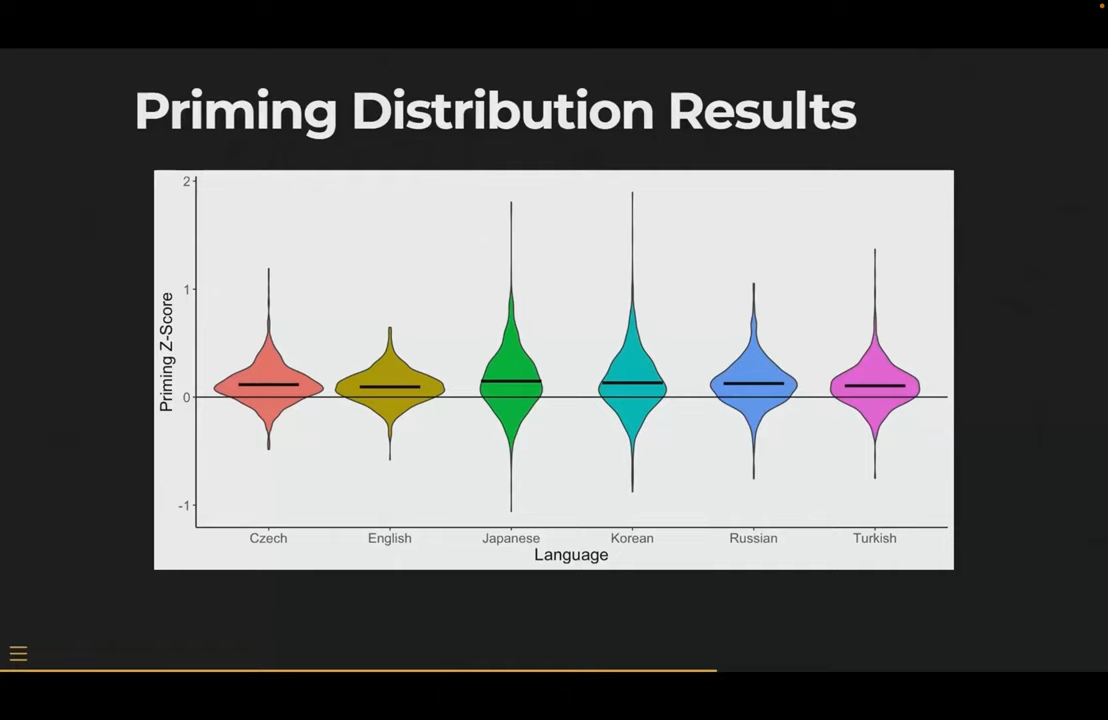 Priming Distribution Results
2
1
0
-1
Priming Z-Score
Czech English Japanese Korean Russian Turkish
Language